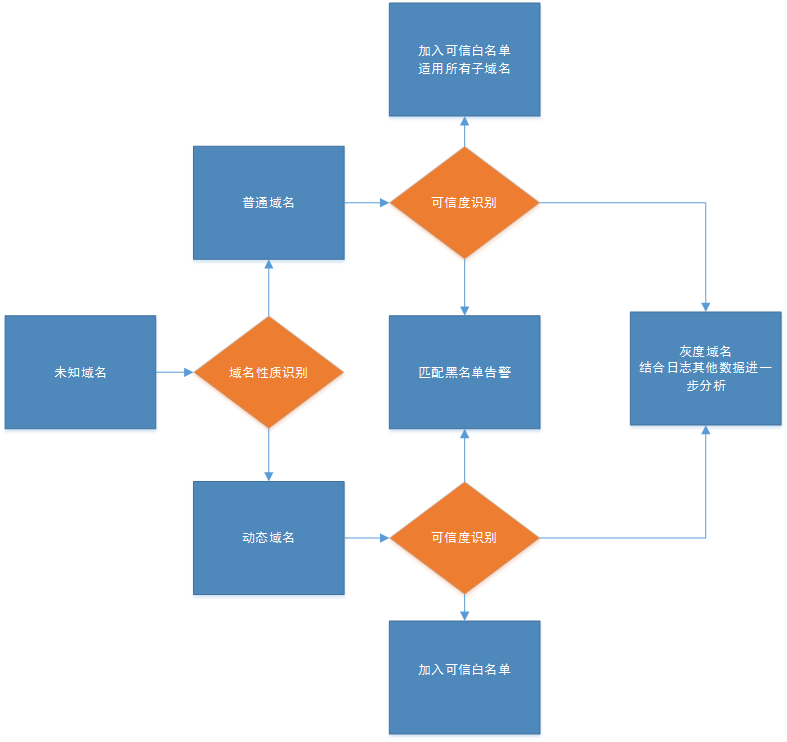 加入可信白名单
适用所有子域名
普通域名
可信度识别
未知域名
域名性质识别
匹配黑名单告警
灰度域名
结合日志其他数据进一
步分析
动态域名
可信度识别
加入可信白名单